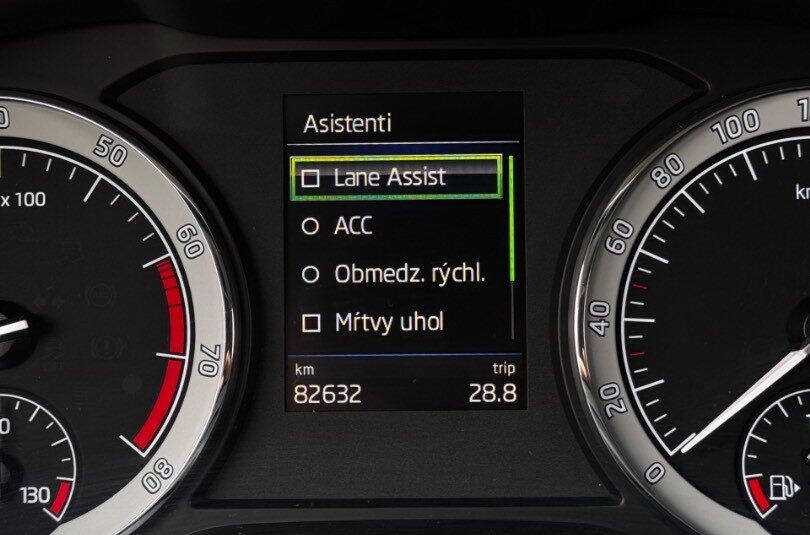 Asistenti
Lane Assist
ACC
Obmedz. rýchl.
Mŕtvy uhol
km trip
82632 28.8
50
x 100
60
70
80
130
100
80
60
40
20
0